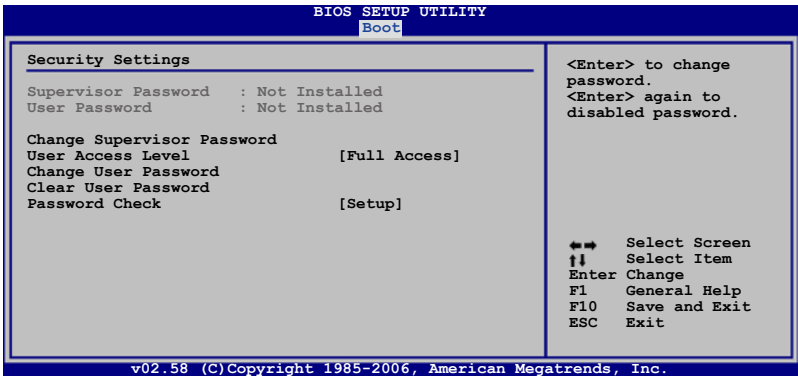 BIOS SETUP UTILITY
Boot
Security Settings
Supervisor Password : Not Installed
User Password : Not Installed
Change Supervisor Password
User Access Level [Full Access]
Change User Password
Clear User Password
Password Check [Setup]
<Enter> to change
password.
<Enter> again to
disabled password.
Select Screen
Select Item
Enter Change
F1 General Help
F10 Save and Exit
ESC Exit
v02.58 (C)Copyright 1985-2006, American Megatrends, Inc.